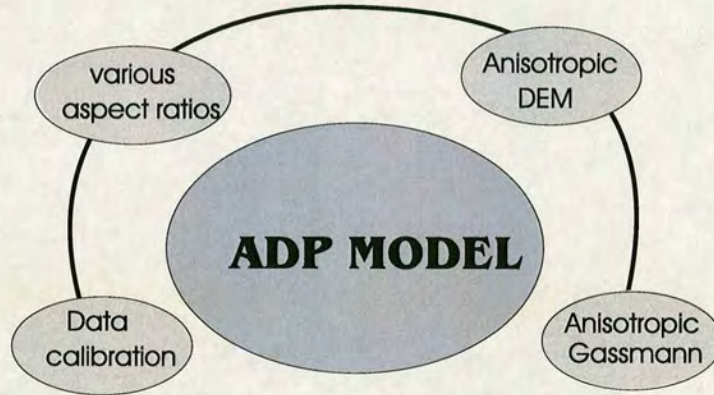 various
aspect ratios
Anisotropic
DEM
ADP MODEL
Data
calibration
Anisotropic
Gassmann